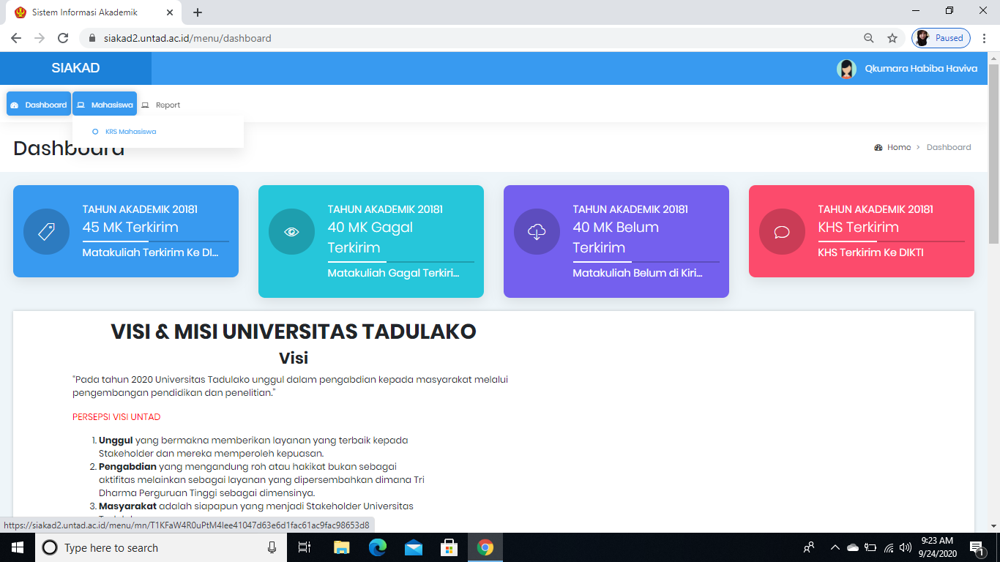 Sistem Informasi Akademik
siakad2.untad.ac.id/menu/dashboard
Paused
SIAKAD
Qkumara Habiba Haviva
Dashboard
Mahasiswa
Report
KRS Mahasiswa
Dashboard
Home > Dashboard
TAHUN AKADEMIK 20181
45 MK Terkirim
Matakuliah Terkirim Ke DI...
TAHUN AKADEMIK 20181
40 MK Gagal
Terkirim
Matakuliah Gagal Terkiri...
TAHUN AKADEMIK 20181
40 MK Belum
Terkirim
Matakuliah Belum di Kiri...
TAHUN AKADEMIK 20181
KHS Terkirim
KHS Terkirim Ke DIKTI
VISI & MISI UNIVERSITAS TADULAKO
Visi
"Pada tahun 2020 Universitas Tadulako unggul dalam pengabdian kepada masyarakat melalui
pengembangan pendidikan dan penelitian."
PERSEPSI VISI UNTAD
1. Unggul yang bermakna memberikan layanan yang terbaik kepada
Stakeholder dan mereka memperoleh kepuasan.
2. Pengabdian yang mengandung roh atau hakikat bukan sebagai
aktifitas melainkan sebagai layanan yang dipersembahkan dimana Tri
Dharma Perguruan Tinggi sebagai dimensinya.
3. Masyarakat adalah siapapun yang menjadi Stakeholder Universitas
https://siakad2.untad.ac.id/menu/mn/T1KFaW4R0uPtM4lee41047d63e6d1fac61ac9fac98653d8
Type here to search
9:23 AM
9/24/2020
1